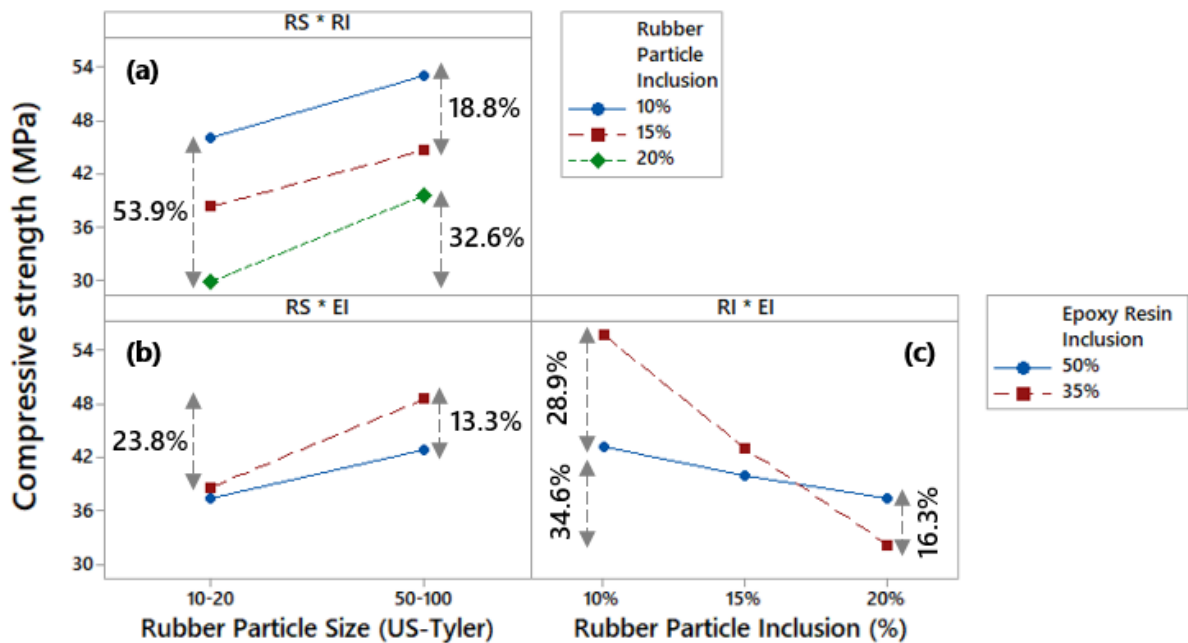 RS * RI
Rubber
Particle
Inclusion
10%
15%
20%
(a)
54
48
42
36
30
18.8%
53.9%
32.6%
Compressive strength (MPa)
RS * EI
RI * EI
Epoxy Resin
Inclusion
50%
35%
(b)
(c)
54
48
42
36
30
23.8%
13.3%
28.9%
34.6%
16.3%
10-20
50-100
10%
15%
20%
Rubber Particle Size (US-Tyler)
Rubber Particle Inclusion (%)